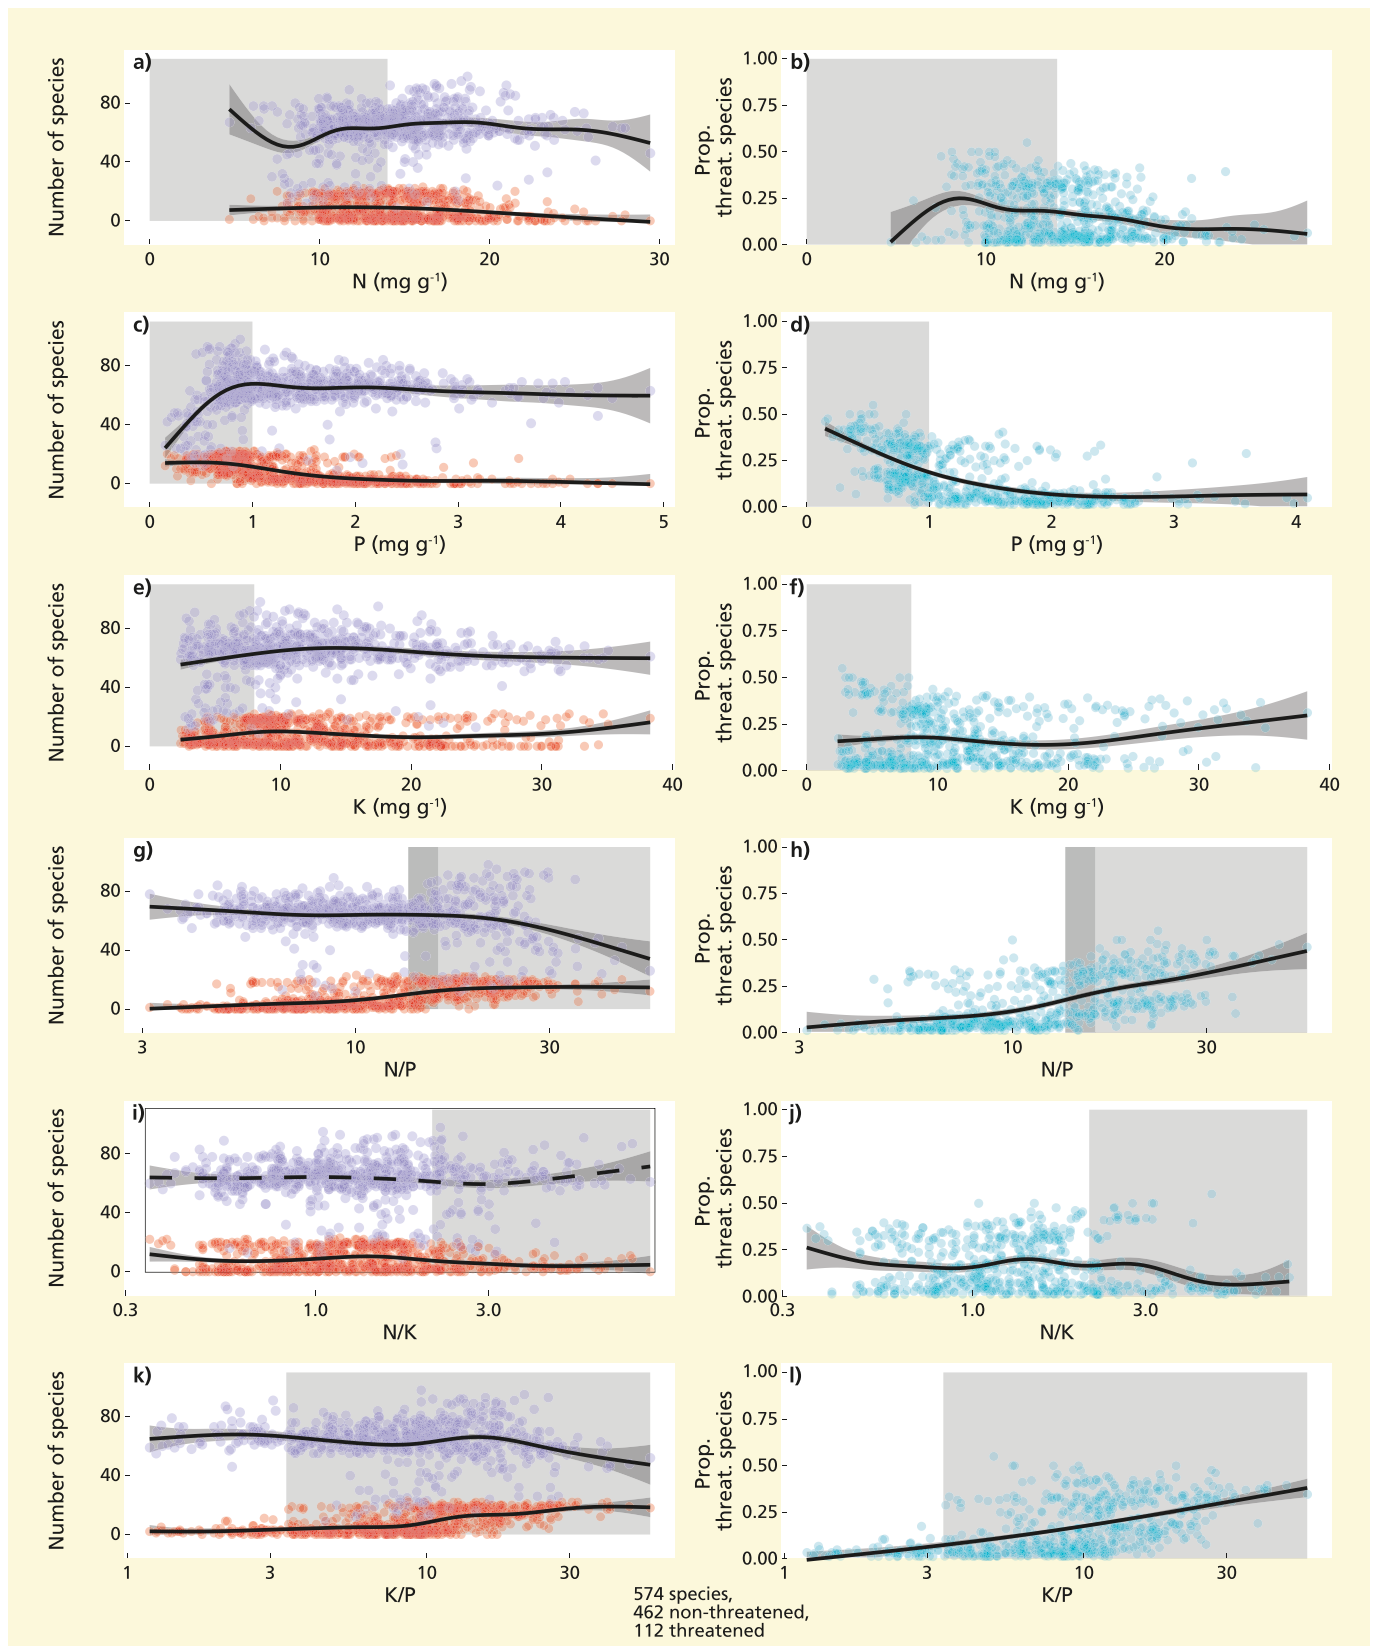 a)
Number of species
80
40
0
0
10
20
30
N (mg g-1)
b)
Prop.
threat. species
1.00
0.75
0.50
0.25
0.00
0
10
20
N (mg g-1)
c)
Number of species
80
40
0
0
1
2
3
4
5
P (mg g-1)
d)
Prop.
threat. species
1.00
0.75
0.50
0.25
0.00
0
1
2
3
4
P (mg g-1)
e)
Number of species
80
40
0
0
10
20
30
40
K (mg g-1)
f)
Prop.
threat. species
1.00
0.75
0.50
0.25
0.00
0
10
20
30
40
K (mg g-1)
g)
Number of species
80
40
0
3
10
30
N/P
h)
Prop.
threat. species
1.00
0.75
0.50
0.25
0.00
3
10
30
N/P
i)
Number of species
80
40
0
0.3
1.0
3.0
N/K
j)
Prop.
threat. species
1.00
0.75
0.50
0.25
0.00
0.3
1.0
3.0
N/K
k)
Number of species
80
40
0
1
3
10
30
K/P
l)
Prop.
threat. species
1.00
0.75
0.50
0.25
0.00
1
3
10
30
K/P
574 species,
462 non-threatened,
112 threatened